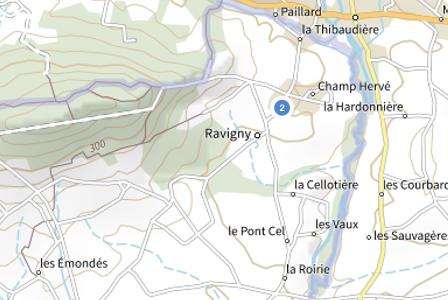 Paillard
la Thibaudière
Champ Hervé
2
la Hardonnière
Ravigny
300
la Cellotière
les Courbard
le Pont Cel
les Vaux
les Sauvagère
les Émondés
la Roirie